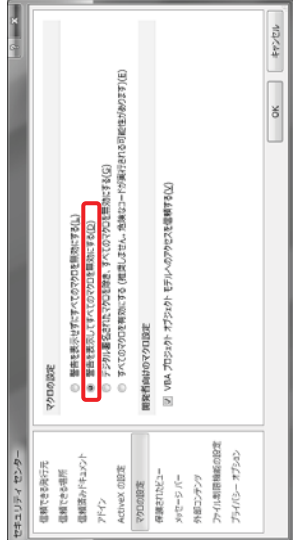 セキュリティ センター
信頼できる発行元
信頼できる場所
信頼済みドキュメント
アドイン
ActiveX の設定
マクロの設定
保護されたビュー
メッセージ バー
外部コンテンツ
ファイル制限機能の設定
プライバシー オプション
マクロの設定
警告を表示せずにすべてのマクロを無効にする(L)
警告を表示してすべてのマクロを無効にする(D)
デジタル署名されたマクロを除き、すべてのマクロを無効にする(G)
すべてのマクロを有効にする (推奨しません。危険なコードが実行される可能性があります)(E)
開発者向けのマクロ設定
VBA プロジェクト オブジェクト モデルへのアクセスを信頼する(V)
OK
キャンセル